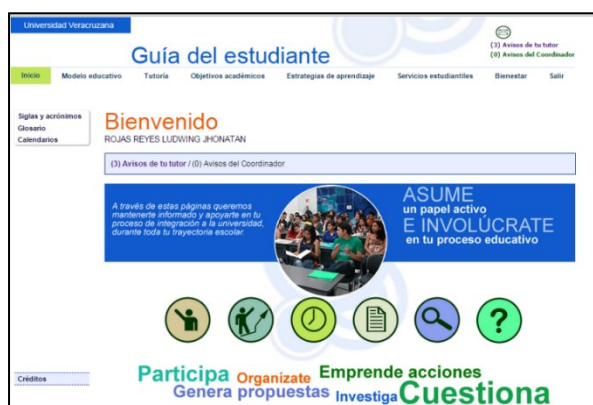 Universidad Veracruzana
Guía del estudiante
(3) Avisos de tu tutor
(0) Avisos del Coordinador
Inicio Modelo educativo Tutoría Objetivos académicos Estrategias de aprendizaje Servicios estudiantiles Bienestar Salir
Siglas y acrónimos
Glosario
Calendarios
Bienvenido
ROJAS REYES LUDWING JHONATAN
(3) Avisos de tu tutor / (0) Avisos del Coordinador
A través de estas páginas queremos
mantenerte informado y apoyarte en tu
proceso de integración a la universidad,
durante toda tu trayectoria escolar.
ASUME
un papel activo
E INVOLÚCRATE
en tu proceso educativo
?
Participa Organizate Emprende acciones
Genera propuestas Investiga Cuestiona
Créditos